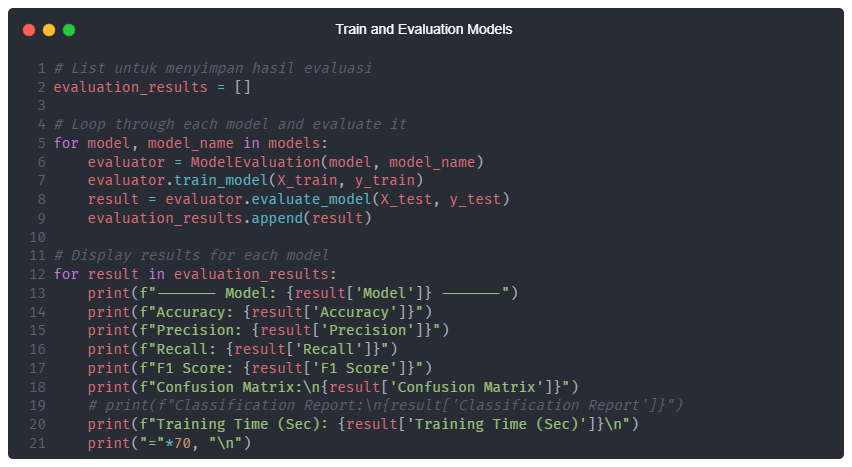 Train and Evaluation Models
1 # List untuk menyimpan hasil evaluasi
2 evaluation_results = []
3
4 # Loop through each model and evaluate it
5 for model, model_name in models:
6     evaluator = ModelEvaluation(model, model_name)
7     evaluator.train_model(X_train, y_train)
8     result = evaluator.evaluate_model(X_test, y_test)
9     evaluation_results.append(result)
10
11 # Display results for each model
12 for result in evaluation_results:
13     print(f"------- Model: {result['Model']} -------")
14     print(f"Accuracy: {result['Accuracy']}")
15     print(f"Precision: {result['Precision']}")
16     print(f"Recall: {result['Recall']}")
17     print(f"F1 Score: {result['F1 Score']}")
18     print(f"Confusion Matrix:\n{result['Confusion Matrix']}")
19     # print(f"Classification Report:\n{result['Classification Report']}")
20     print(f"Training Time (Sec): {result['Training Time (Sec)']}\n")
21     print("="*70, "\n")